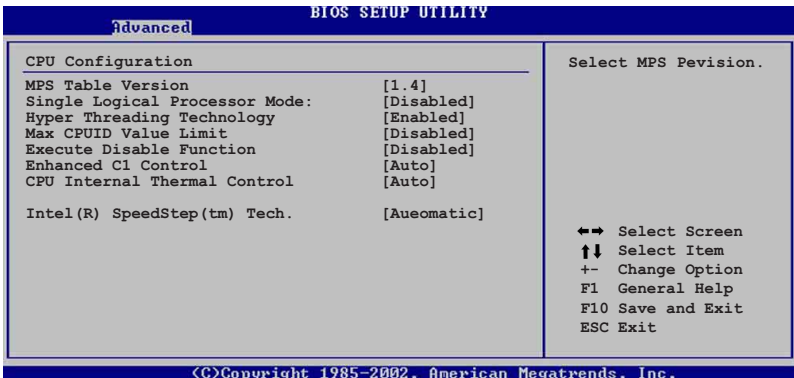 BIOS SETUP UTILITY
Advanced
CPU Configuration
MPS Table Version [1.4]
Single Logical Processor Mode: [Disabled]
Hyper Threading Technology [Enabled]
Max CPUID Value Limit [Disabled]
Execute Disable Function [Disabled]
Enhanced C1 Control [Auto]
CPU Internal Thermal Control [Auto]
Intel(R) SpeedStep(tm) Tech. [Aueomatic]
Select MPS Pevision.
←→ Select Screen
↑↓ Select Item
+- Change Option
F1 General Help
F10 Save and Exit
ESC Exit
(C)Copyright 1985-2002, American Megatrends, Inc.